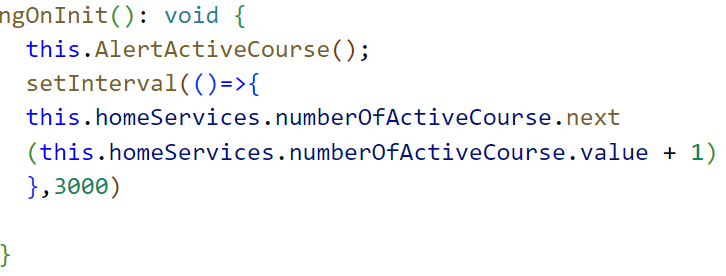 ngOnInit(): void {
this.AlertActiveCourse();
setInterval(()=>{
this.homeServices.numberOfActiveCourse.next
(this.homeServices.numberOfActiveCourse.value + 1)
},3000)
}